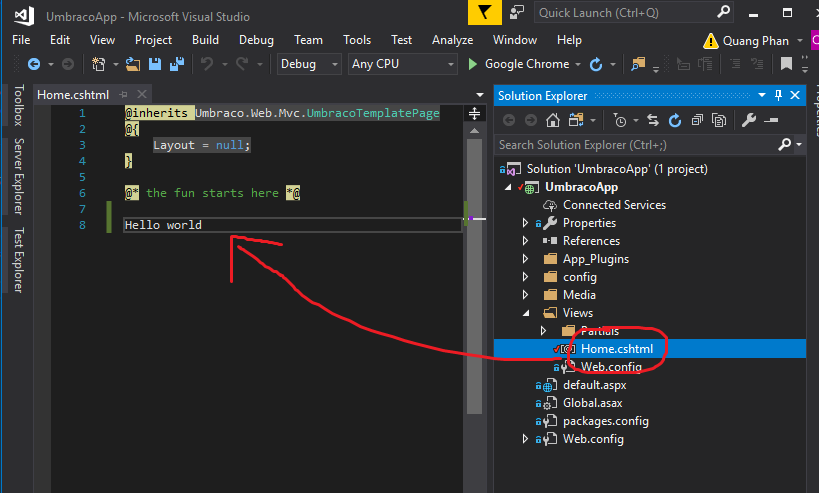 UmbracoApp - Microsoft Visual Studio
Quick Launch (Ctrl+Q)
File Edit View Project Build Debug Team Tools Test Analyze Window Help
Quang Phan
Debug Any CPU Google Chrome
Toolbox
Server Explorer
Test Explorer
Home.cshtml
1 @inherits Umbraco.Web.Mvc.UmbracoTemplatePage
2 @{
3 Layout = null;
4 }
5
6 @* the fun starts here *@
7
8 Hello world
Solution Explorer
Search Solution Explorer (Ctrl+;)
Solution 'UmbracoApp' (1 project)
UmbracoApp
Connected Services
Properties
References
App_Plugins
config
Media
Views
Partials
Home.cshtml
Web.config
default.aspx
Global.asax
packages.config
Web.config